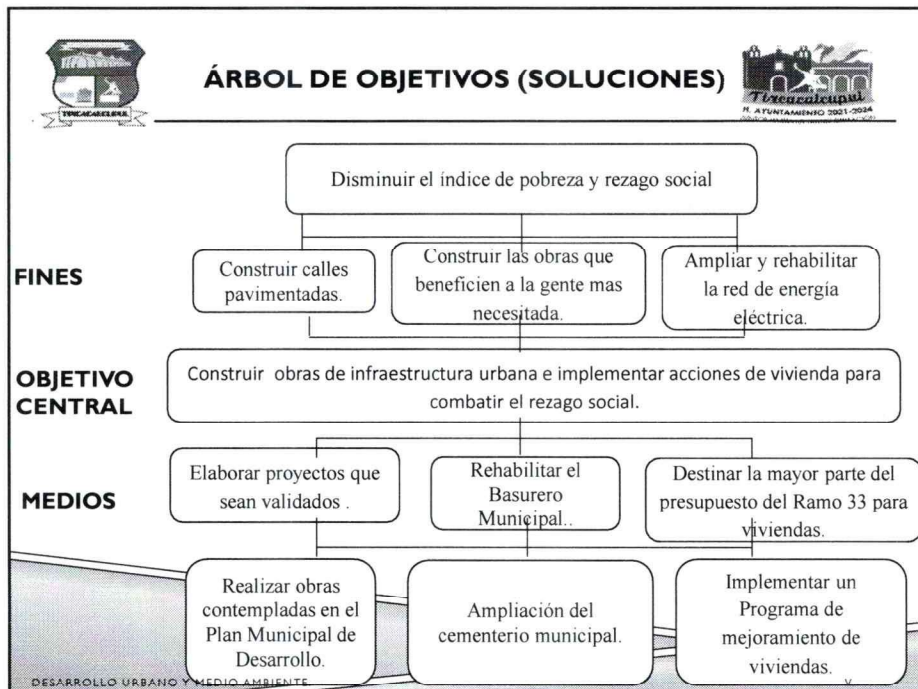 ÁRBOL DE OBJETIVOS (SOLUCIONES)
TIXCACALCUPUL
Tixcacalcupul
H. AYUNTAMIENTO 2021-2024
Disminuir el índice de pobreza y rezago social
FINES
Construir calles
pavimentadas.
Construir las obras que
beneficien a la gente mas
necesitada.
Ampliar y rehabilitar
la red de energía
eléctrica.
OBJETIVO
CENTRAL
Construir obras de infraestructura urbana e implementar acciones de vivienda para
combatir el rezago social.
MEDIOS
Elaborar proyectos que
sean validados .
Rehabilitar el
Basurero
Municipal..
Destinar la mayor parte del
presupuesto del Ramo 33 para
viviendas.
Realizar obras
contempladas en el
Plan Municipal de
Desarrollo.
Ampliación del
cementerio municipal.
Implementar un
Programa de
mejoramiento de
viviendas.
DESARROLLO URBANO Y MEDIO AMBIENTE.
V